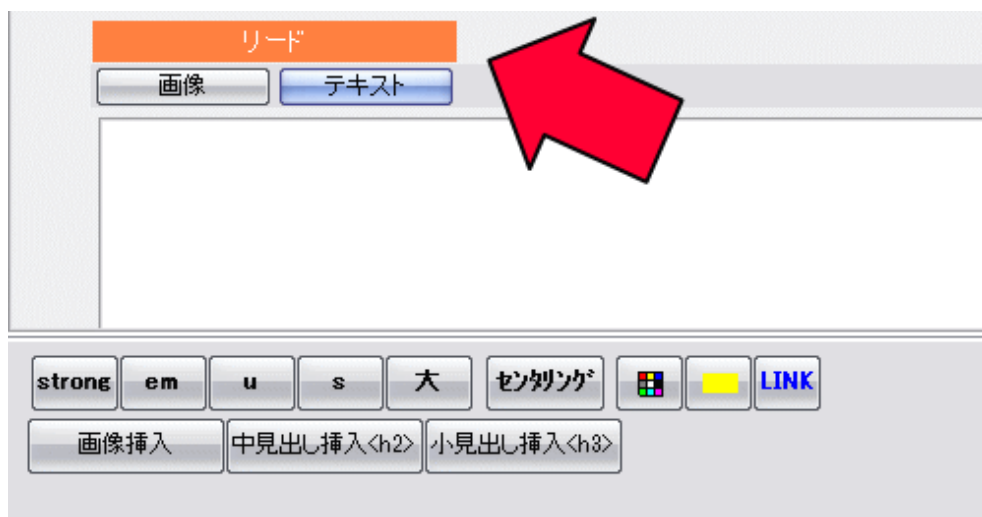 リード
画像 テキスト
strong em u s 大 ｾﾝﾀﾘﾝｸﾞ LINK
画像挿入 中見出し挿入<h2> 小見出し挿入<h3>